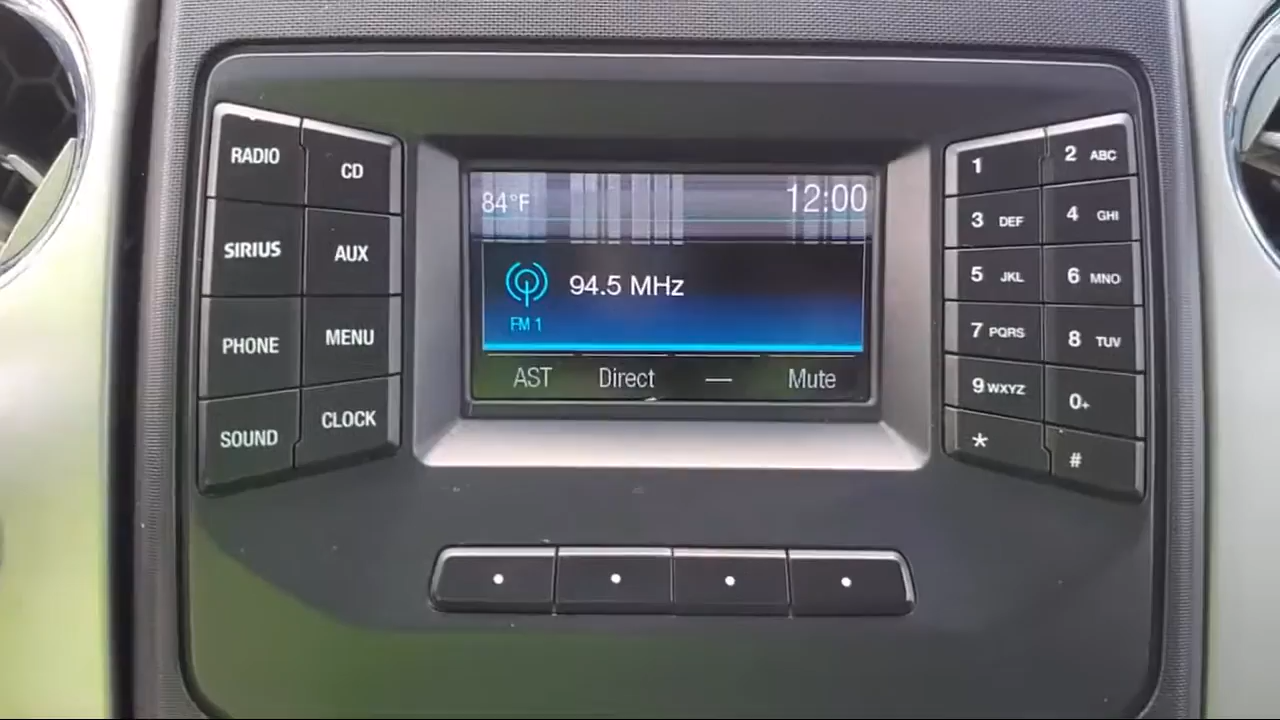 RADIO
CD
SIRIUS
AUX
PHONE
MENU
SOUND
CLOCK
84°F
12:00
94.5 MHz
FM 1
AST Direct — Mute
1
2 ABC
3 DEF
4 GHI
5 JKL
6 MNO
7 PQRS
8 TUV
9 WXYZ
0+
*
#